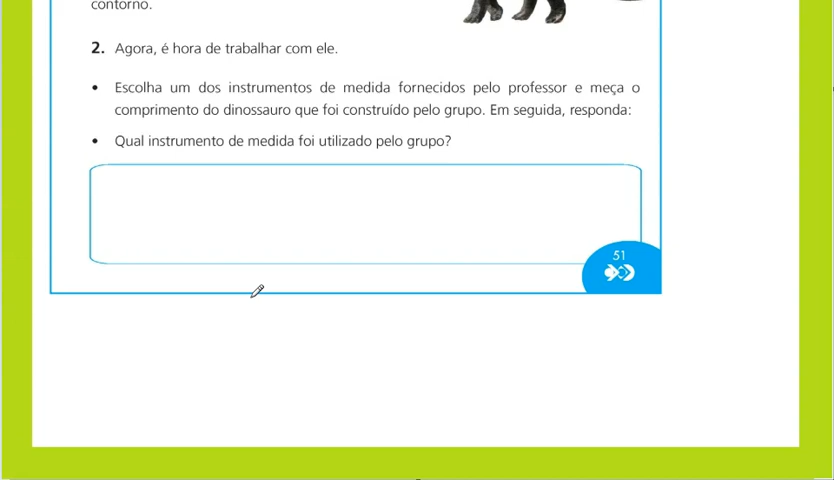 contorno.
2. Agora, é hora de trabalhar com ele.
• Escolha um dos instrumentos de medida fornecidos pelo professor e meça o
comprimento do dinossauro que foi construído pelo grupo. Em seguida, responda:
• Qual instrumento de medida foi utilizado pelo grupo?
51